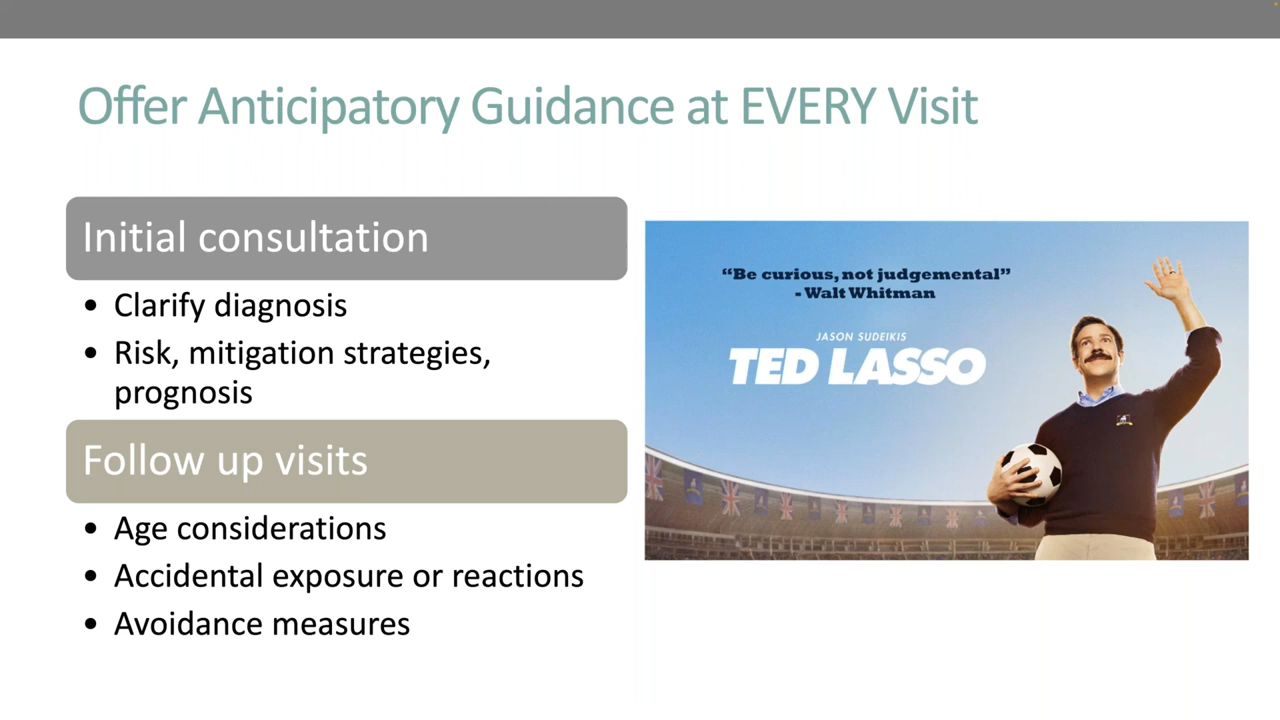 Offer Anticipatory Guidance at EVERY Visit
Initial consultation
• Clarify diagnosis
• Risk, mitigation strategies,
prognosis
Follow up visits
• Age considerations
• Accidental exposure or reactions
• Avoidance measures
“Be curious, not judgemental”
- Walt Whitman
JASON SUDEIKIS
TED LASSO